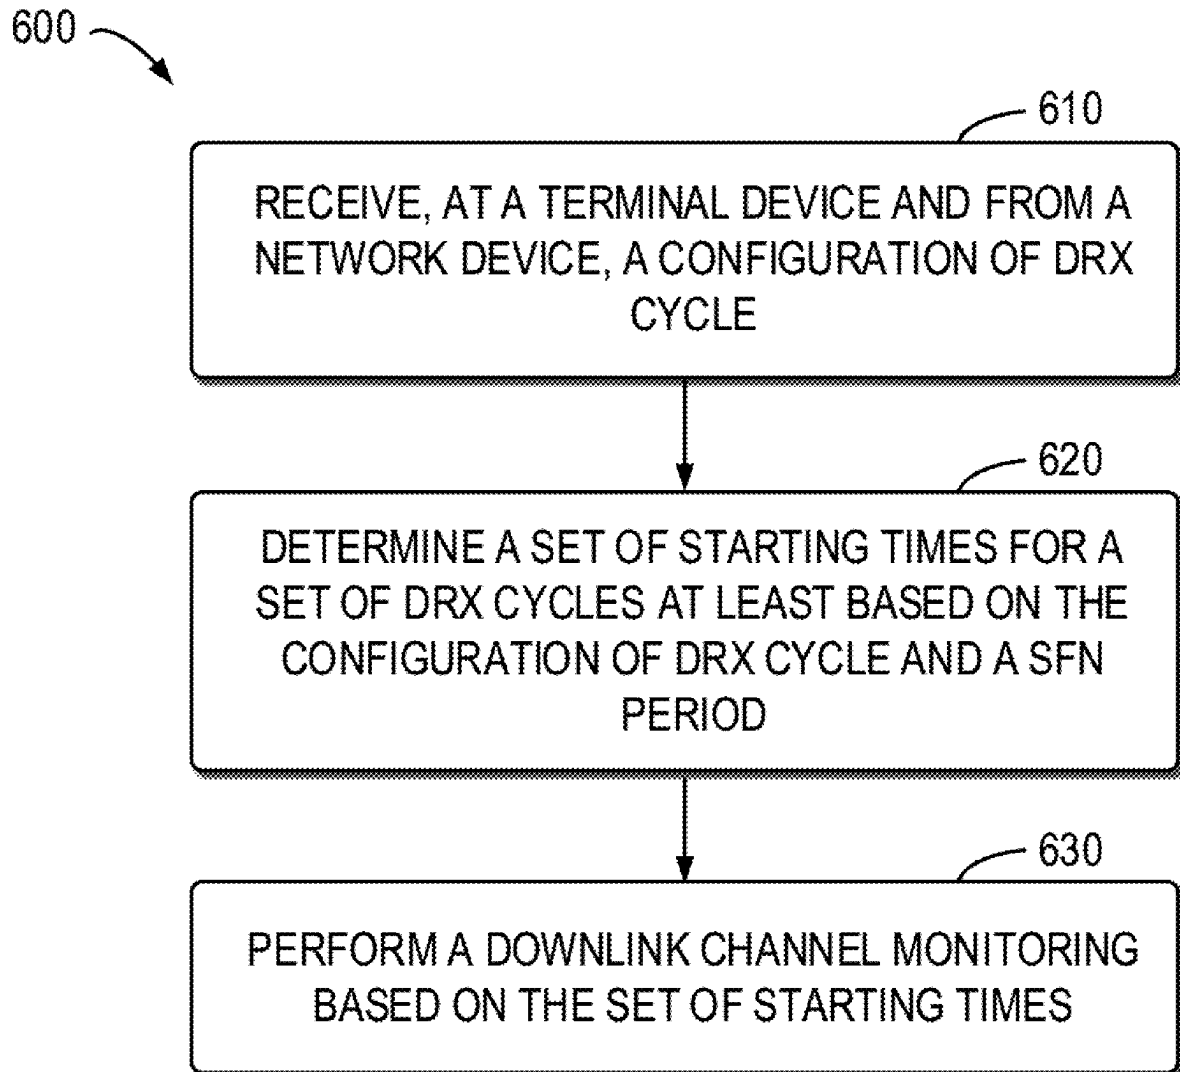 600
610
RECEIVE, AT A TERMINAL DEVICE AND FROM A
NETWORK DEVICE, A CONFIGURATION OF DRX
CYCLE
620
DETERMINE A SET OF STARTING TIMES FOR A
SET OF DRX CYCLES AT LEAST BASED ON THE
CONFIGURATION OF DRX CYCLE AND A SFN
PERIOD
630
PERFORM A DOWNLINK CHANNEL MONITORING
BASED ON THE SET OF STARTING TIMES